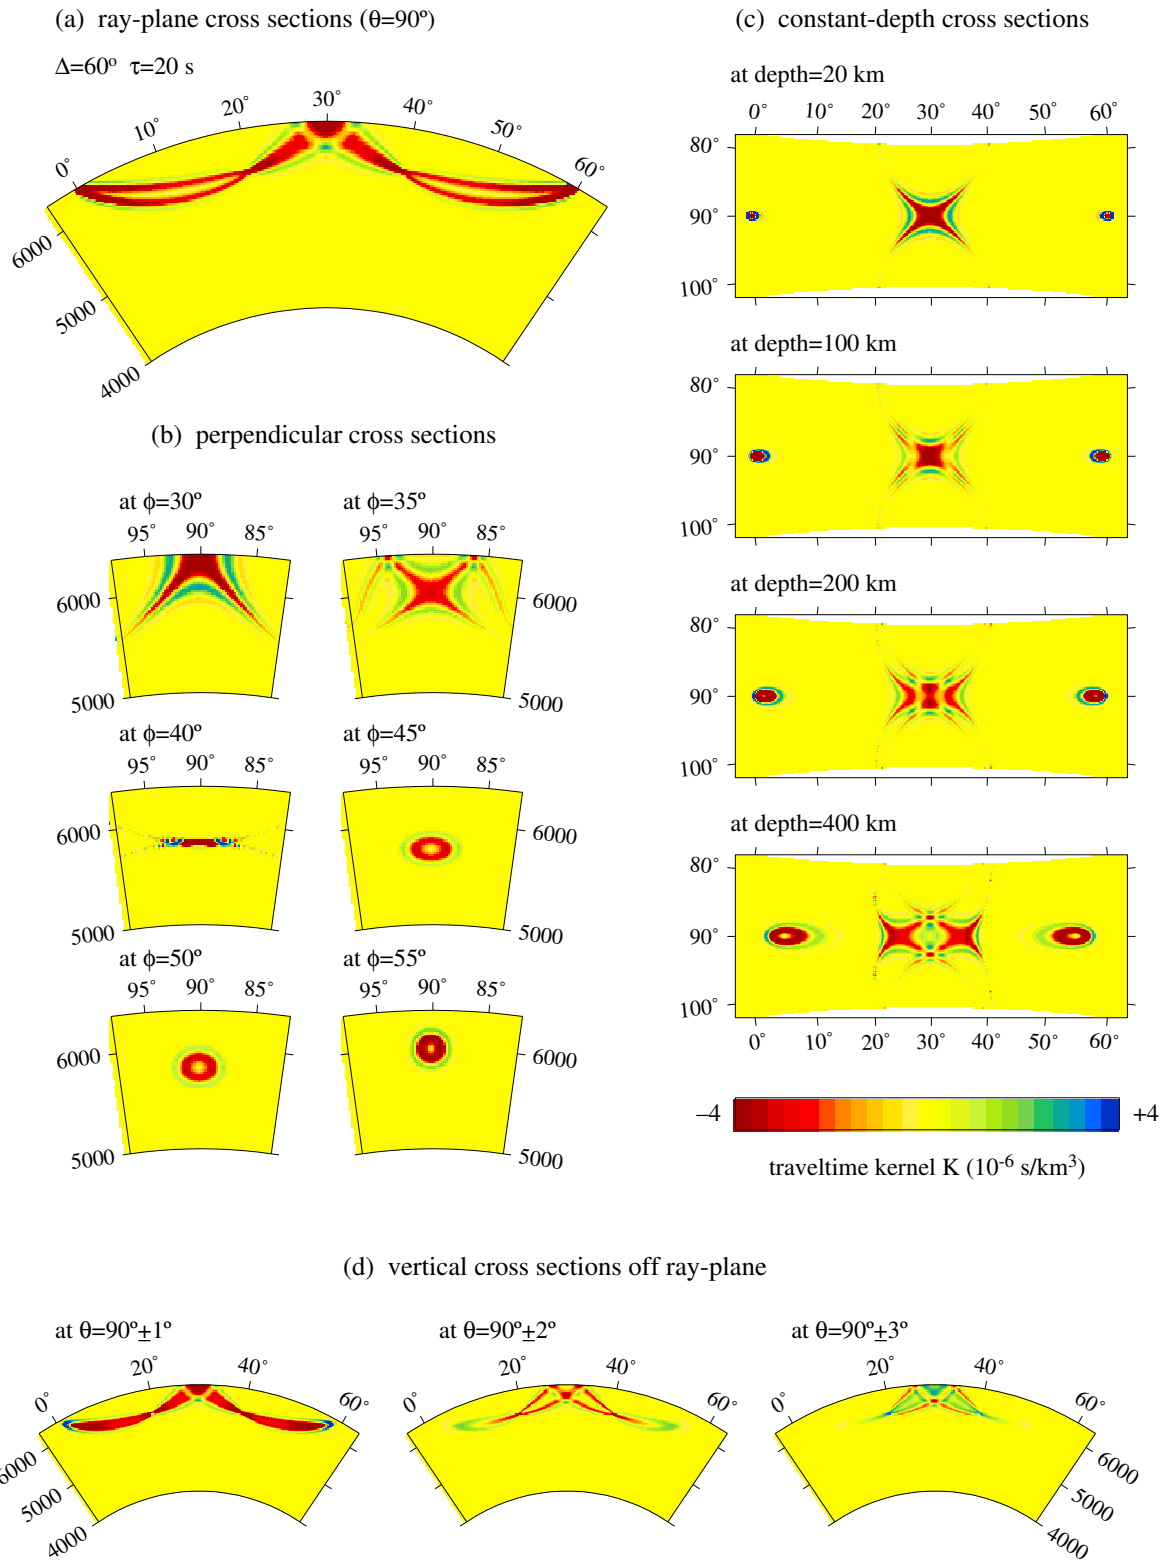 (a) ray-plane cross sections (θ=90º)
Δ=60º τ=20 s
0° 10° 20° 30° 40° 50° 60°
6000
5000
4000
(b) perpendicular cross sections
at ϕ=30º
95° 90° 85°
6000
5000
at ϕ=35º
95° 90° 85°
6000
5000
at ϕ=40º
95° 90° 85°
6000
5000
at ϕ=45º
95° 90° 85°
6000
5000
at ϕ=50º
95° 90° 85°
6000
5000
at ϕ=55º
95° 90° 85°
6000
5000
(c) constant-depth cross sections
at depth=20 km
0° 10° 20° 30° 40° 50° 60°
80°
90°
100°
at depth=100 km
80°
90°
100°
at depth=200 km
80°
90°
100°
at depth=400 km
80°
90°
100°
0° 10° 20° 30° 40° 50° 60°
–4 +4
traveltime kernel K (10⁻⁶ s/km³)
(d) vertical cross sections off ray-plane
at θ=90º±1º
0° 20° 40° 60°
6000
5000
4000
at θ=90º±2º
0° 20° 40° 60°
at θ=90º±3º
0° 20° 40° 60°
6000
5000
4000